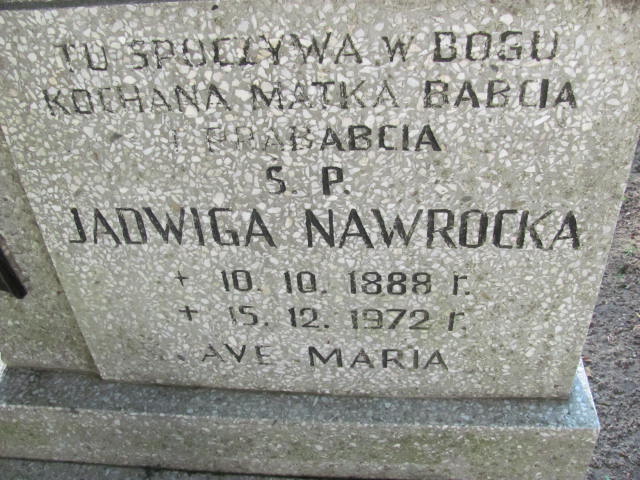 TU SPOCZYWA W BOGU
KOCHANA MATKA BABCIA
I PRABABCIA
Ś. P.
JADWIGA NAWROCKA
+ 10. 10. 1888 r.
+ 15. 12. 1972 r.
AVE MARIA